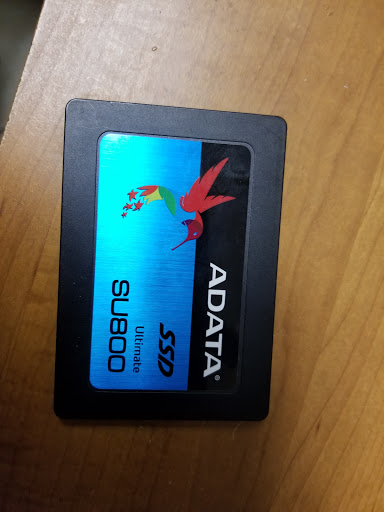 ADATA®
SSD
Ultimate
SU800